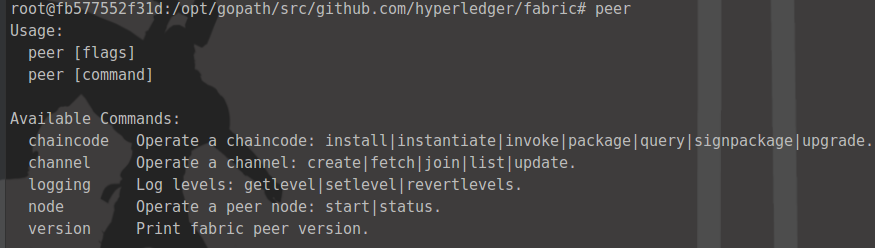 root@fb577552f31d:/opt/gopath/src/github.com/hyperledger/fabric# peer
Usage:
  peer [flags]
  peer [command]

Available Commands:
  chaincode   Operate a chaincode: install|instantiate|invoke|package|query|signpackage|upgrade.
  channel     Operate a channel: create|fetch|join|list|update.
  logging     Log levels: getlevel|setlevel|revertlevels.
  node        Operate a peer node: start|status.
  version     Print fabric peer version.